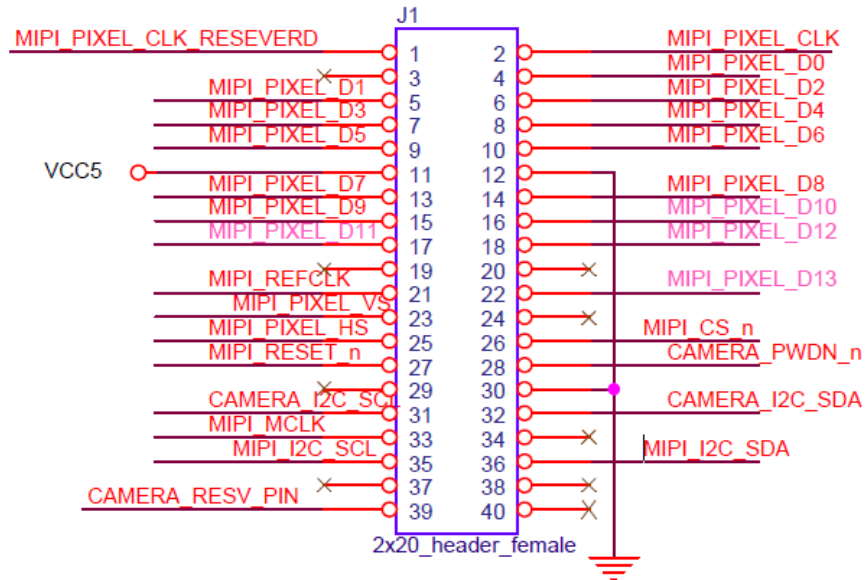 J1
MIPI_PIXEL_CLK_RESEVERD 1 2 MIPI_PIXEL_CLK
3 4 MIPI_PIXEL_D0
MIPI_PIXEL_D1 5 6 MIPI_PIXEL_D2
MIPI_PIXEL_D3 7 8 MIPI_PIXEL_D4
MIPI_PIXEL_D5 9 10 MIPI_PIXEL_D6
VCC5 11 12
MIPI_PIXEL_D7 13 14 MIPI_PIXEL_D8
MIPI_PIXEL_D9 15 16 MIPI_PIXEL_D10
MIPI_PIXEL_D11 17 18 MIPI_PIXEL_D12
19 20
MIPI_REFCLK 21 22 MIPI_PIXEL_D13
MIPI_PIXEL_VS 23 24
MIPI_PIXEL_HS 25 26 MIPI_CS_n
MIPI_RESET_n 27 28 CAMERA_PWDN_n
29 30
CAMERA_I2C_SCL 31 32 CAMERA_I2C_SDA
MIPI_MCLK 33 34
MIPI_I2C_SCL 35 36 MIPI_I2C_SDA
37 38
CAMERA_RESV_PIN 39 40
2x20_header_female